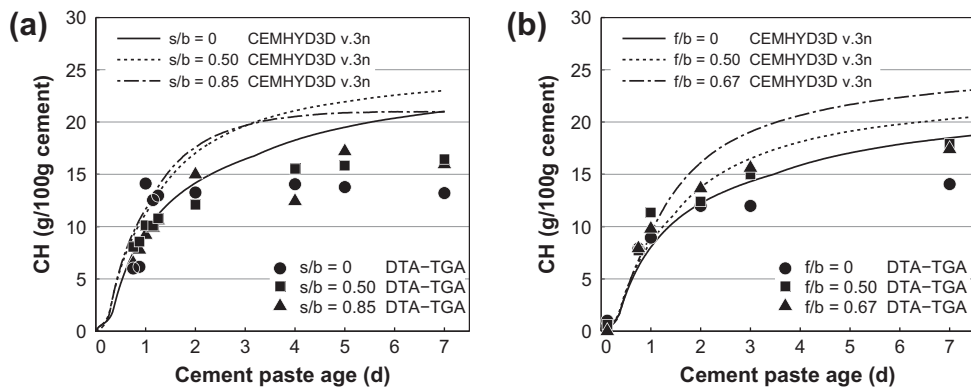 (a)
30
25
20
15
10
5
0
CH (g/100g cement)
s/b = 0 CEMHYD3D v.3n
s/b = 0.50 CEMHYD3D v.3n
s/b = 0.85 CEMHYD3D v.3n
s/b = 0 DTA−TGA
s/b = 0.50 DTA−TGA
s/b = 0.85 DTA−TGA
0 1 2 3 4 5 6 7
Cement paste age (d)
(b)
30
25
20
15
10
5
0
CH (g/100g cement)
f/b = 0 CEMHYD3D v.3n
f/b = 0.50 CEMHYD3D v.3n
f/b = 0.67 CEMHYD3D v.3n
f/b = 0 DTA−TGA
f/b = 0.50 DTA−TGA
f/b = 0.67 DTA−TGA
0 1 2 3 4 5 6 7
Cement paste age (d)